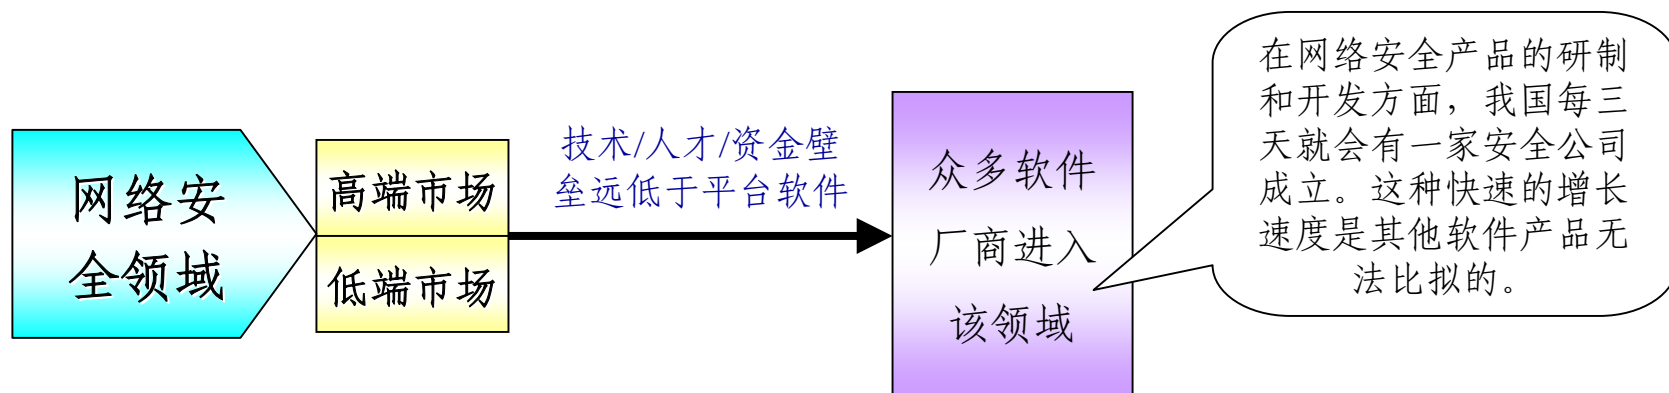 网络安
全领域
高端市场
低端市场
技术/人才/资金壁
垒远低于平台软件
众多软件
厂商进入
该领域
在网络安全产品的研制
和开发方面，我国每三
天就会有一家安全公司
成立。这种快速的增长
速度是其他软件产品无
法比拟的。